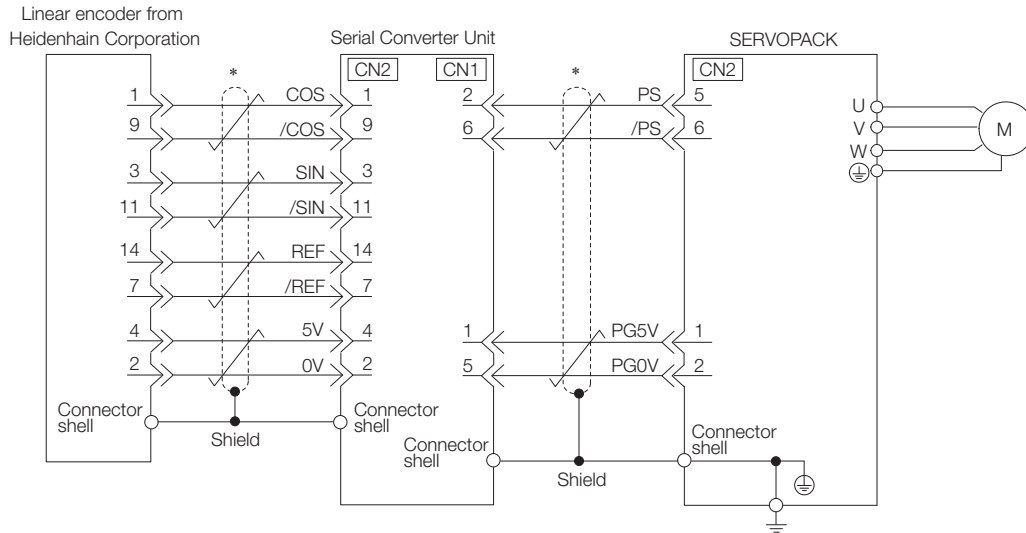 Linear encoder from
Heidenhain Corporation
Serial Converter Unit
SERVOPACK
CN2
CN1
CN2
*
*
1 COS 1
9 /COS 9
3 SIN 3
11 /SIN 11
14 REF 14
7 /REF 7
4 5V 4
2 0V 2
2 PS 5
6 /PS 6
1 PG5V 1
5 PG0V 2
U
V
W
M
Connector
shell
Shield
Connector
shell
Connector
shell
Shield
Connector
shell